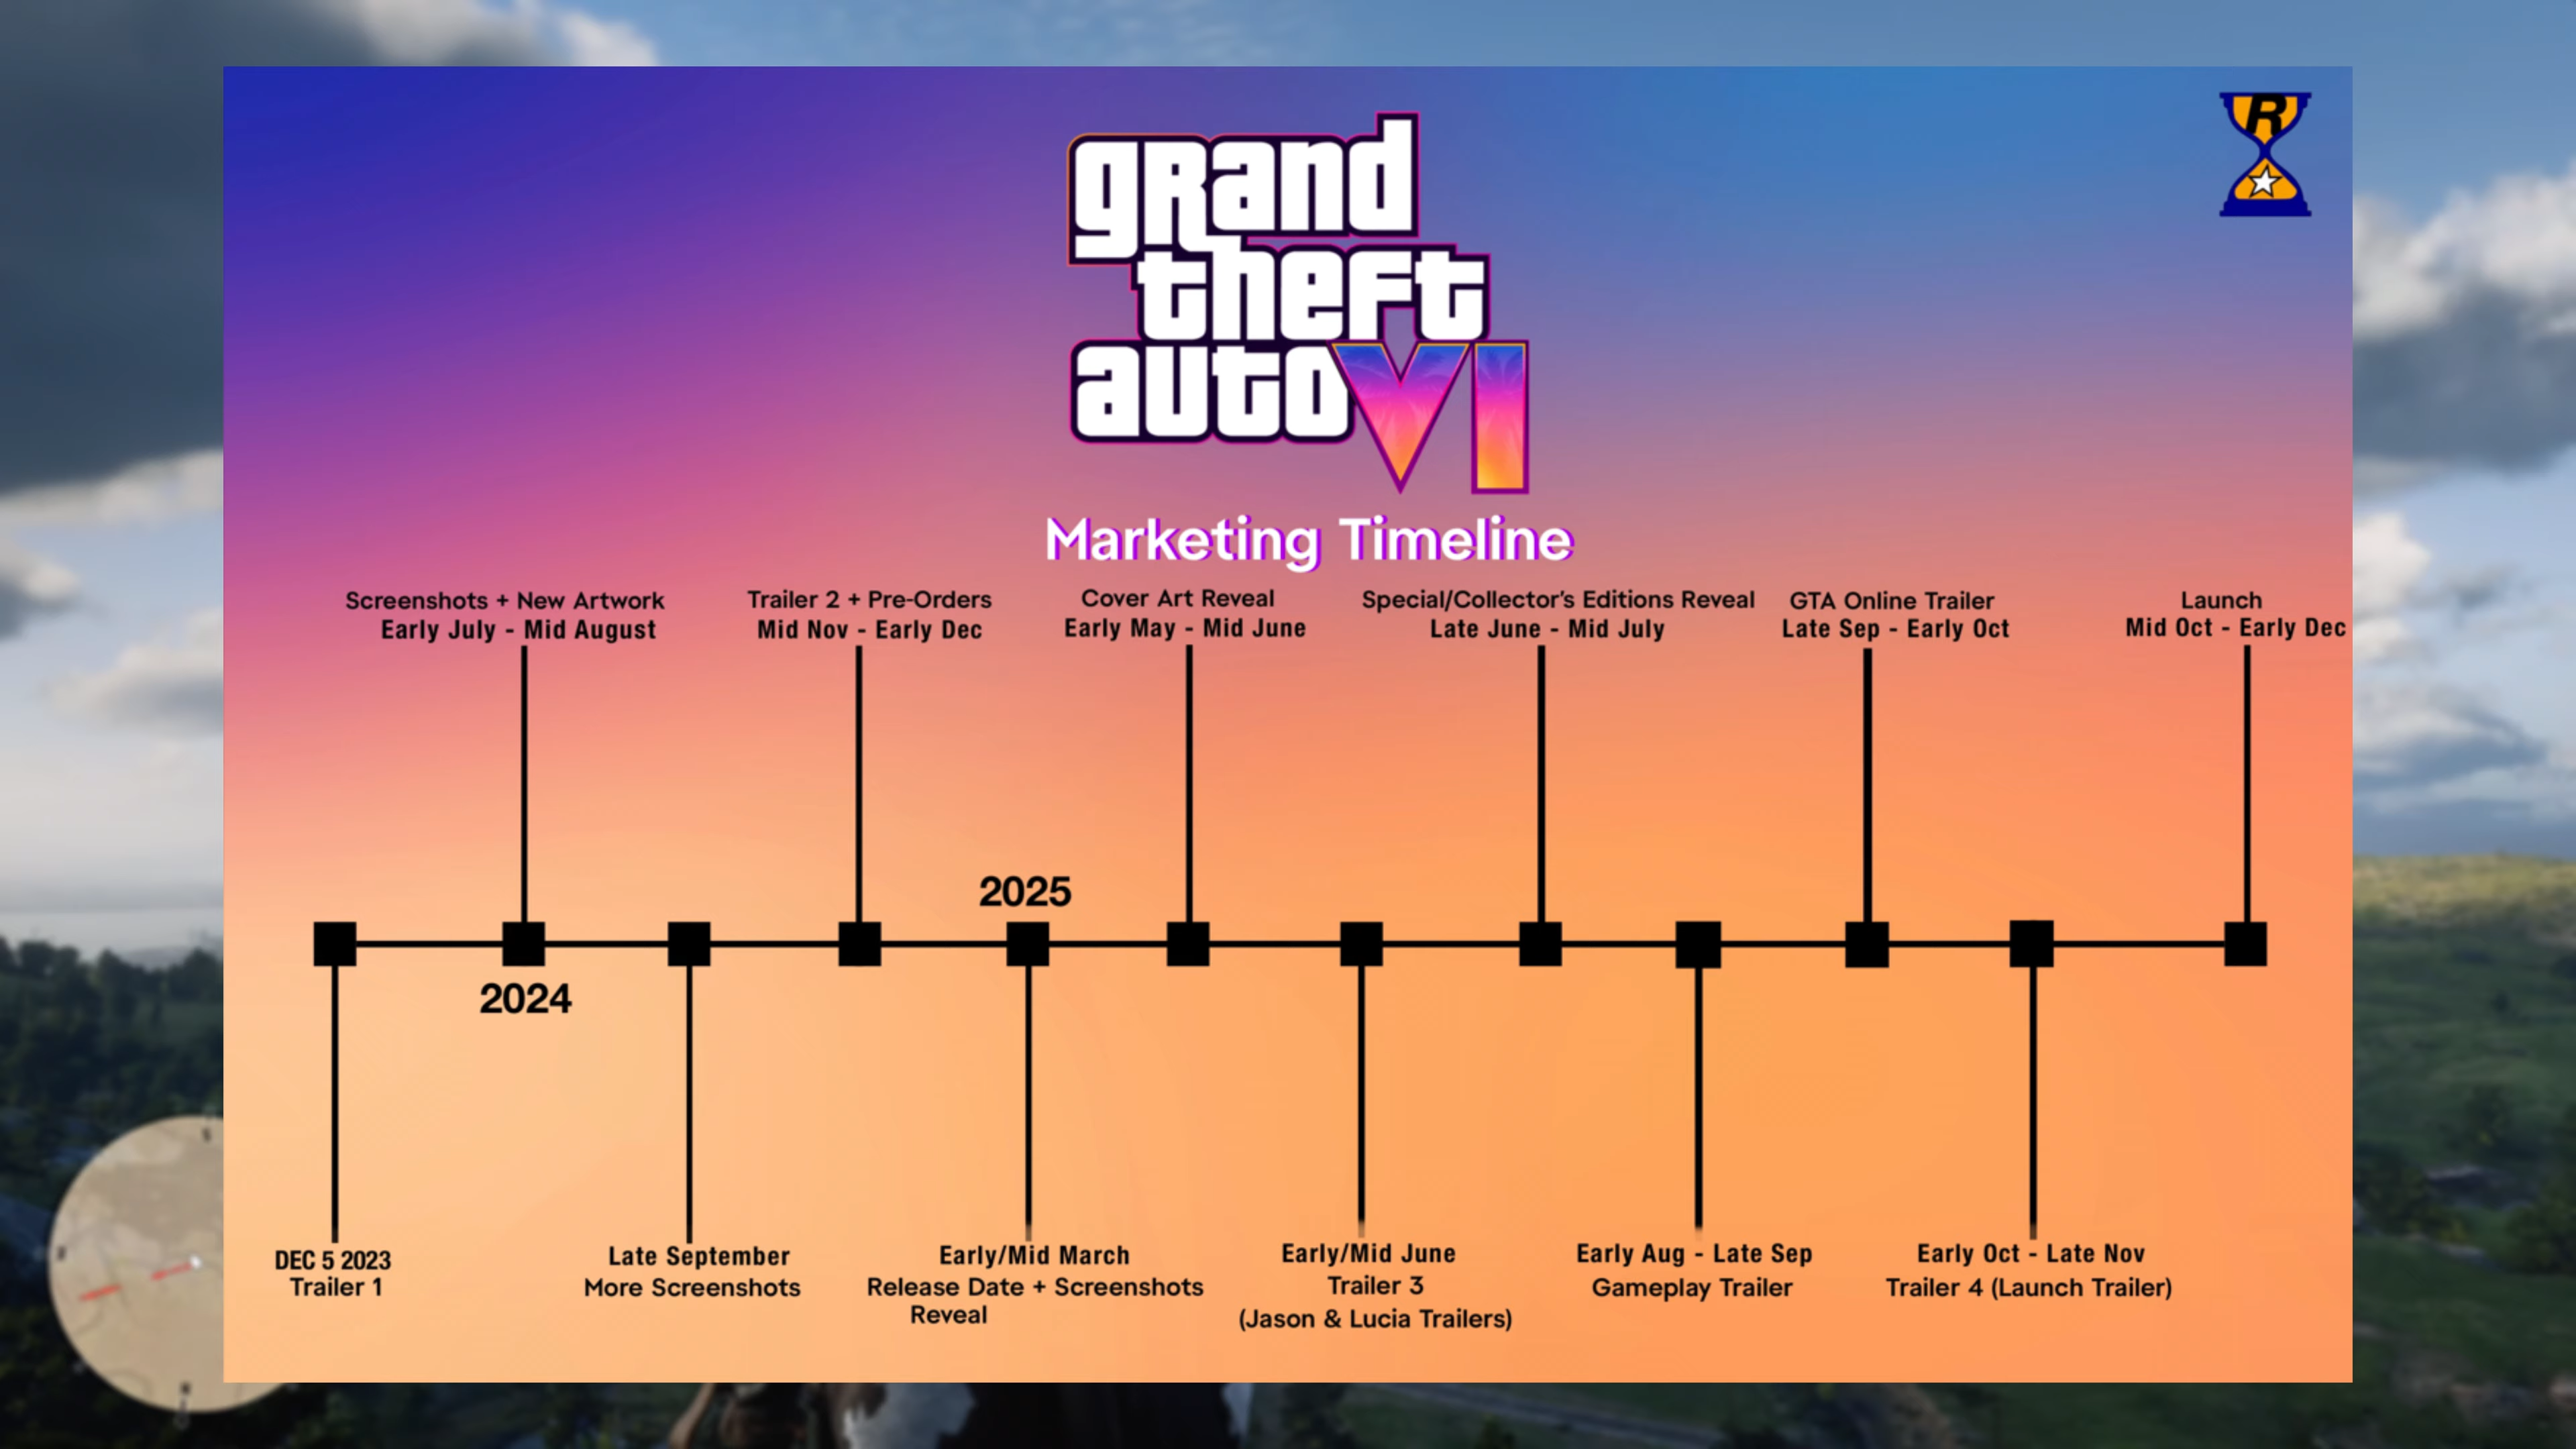 R
grand
theft
auto VI
Marketing Timeline
Screenshots + New Artwork
Early July - Mid August
Trailer 2 + Pre-Orders
Mid Nov - Early Dec
Cover Art Reveal
Early May - Mid June
Special/Collector's Editions Reveal
Late June - Mid July
GTA Online Trailer
Late Sep - Early Oct
Launch
Mid Oct - Early Dec
2025
2024
DEC 5 2023
Trailer 1
Late September
More Screenshots
Early/Mid March
Release Date + Screenshots
Reveal
Early/Mid June
Trailer 3
(Jason & Lucia Trailers)
Early Aug - Late Sep
Gameplay Trailer
Early Oct - Late Nov
Trailer 4 (Launch Trailer)